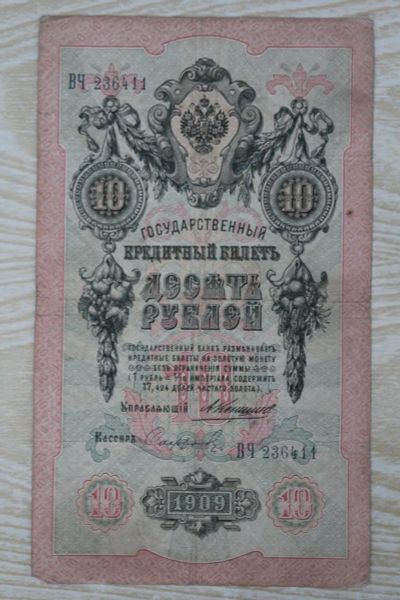 ВЧ 236411
10 10
ГОСУДАРСТВЕННЫЙ
КРЕДИТНЫЙ БИЛЕТЪ
ДЕСЯТЬ
РУБЛЕЙ
ГОСУДАРСТВЕННЫЙ БАНКЪ РАЗМѢНИВАЕТЪ
КРЕДИТНЫЕ БИЛЕТЫ НА ЗОЛОТУЮ МОНЕТУ
БЕЗЪ ОГРАНИЧЕНІЯ СУММЫ
(1 РУБЛЬ = 1/15 ИМПЕРІАЛА, СОДЕРЖИТЪ
17,424 ДОЛЕЙ ЧИСТАГО ЗОЛОТА).
УПРАВЛЯЮЩІЙ
Кассиръ
ВЧ 236411
10 1909 10